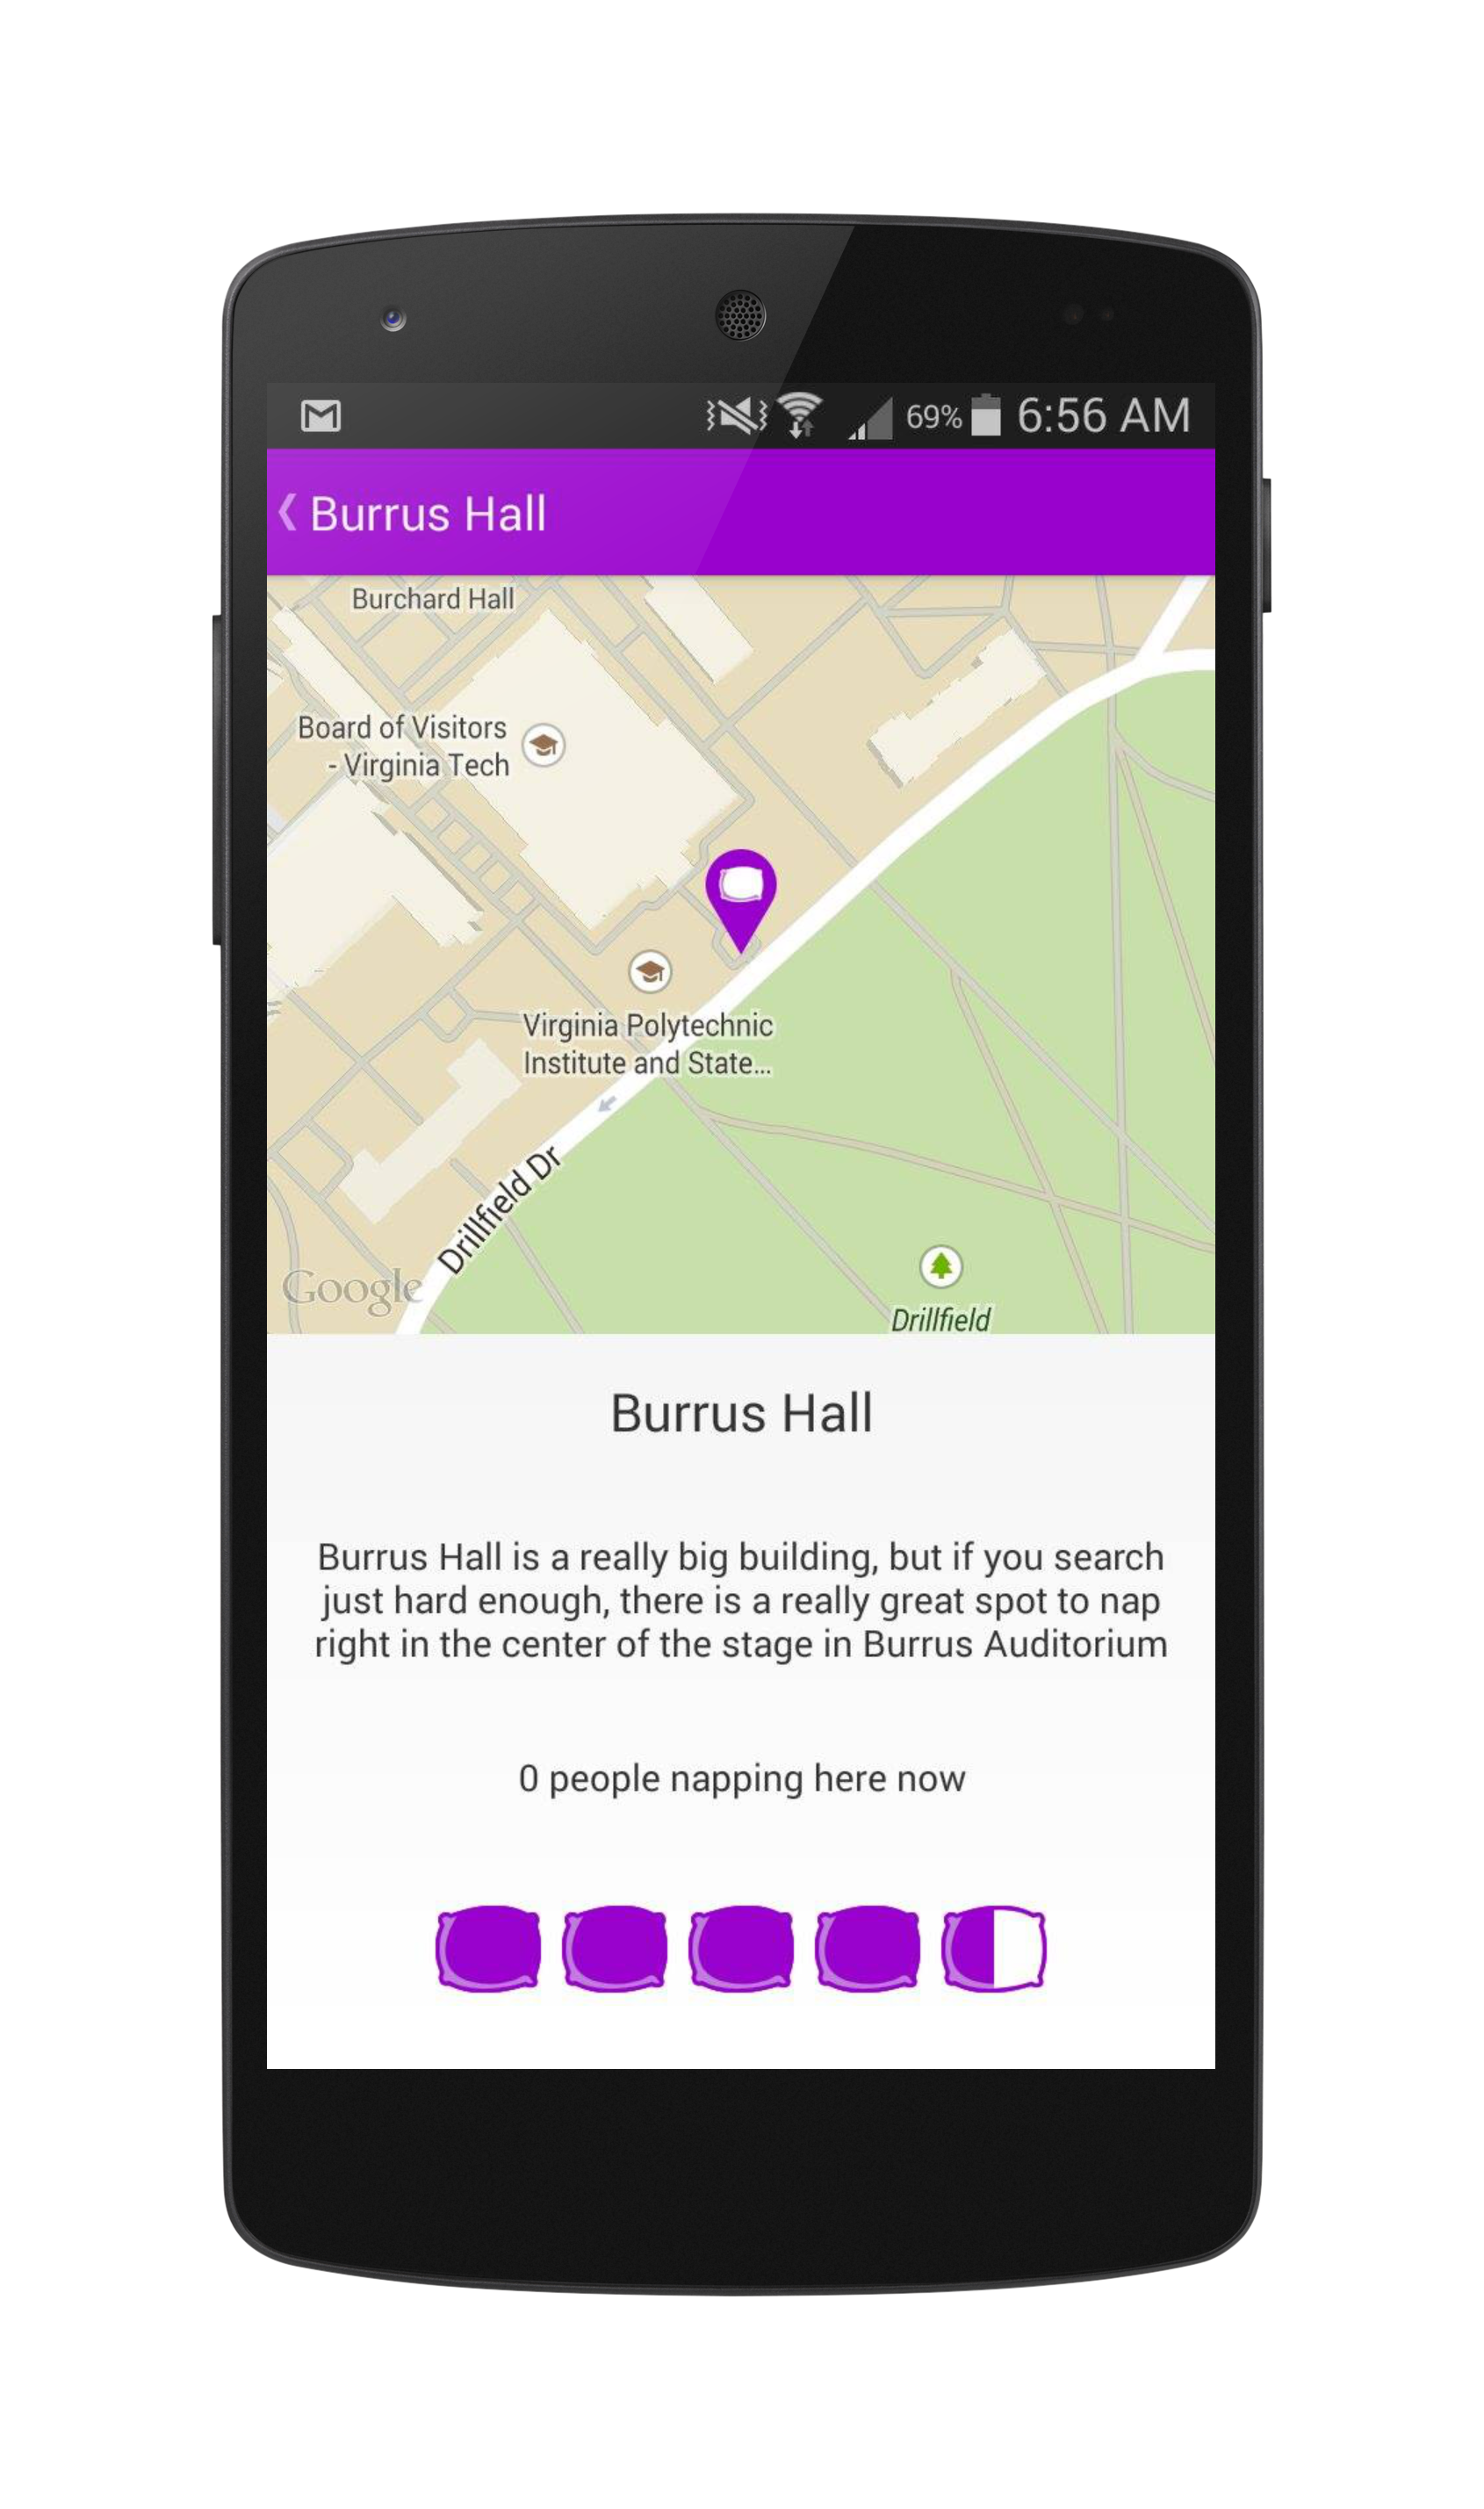 69% 6:56 AM
Burrus Hall
Burchard Hall
Board of Visitors
- Virginia Tech
Virginia Polytechnic
Institute and State...
Drillfield Dr
Google
Drillfield
Burrus Hall
Burrus Hall is a really big building, but if you search
just hard enough, there is a really great spot to nap
right in the center of the stage in Burrus Auditorium
0 people napping here now